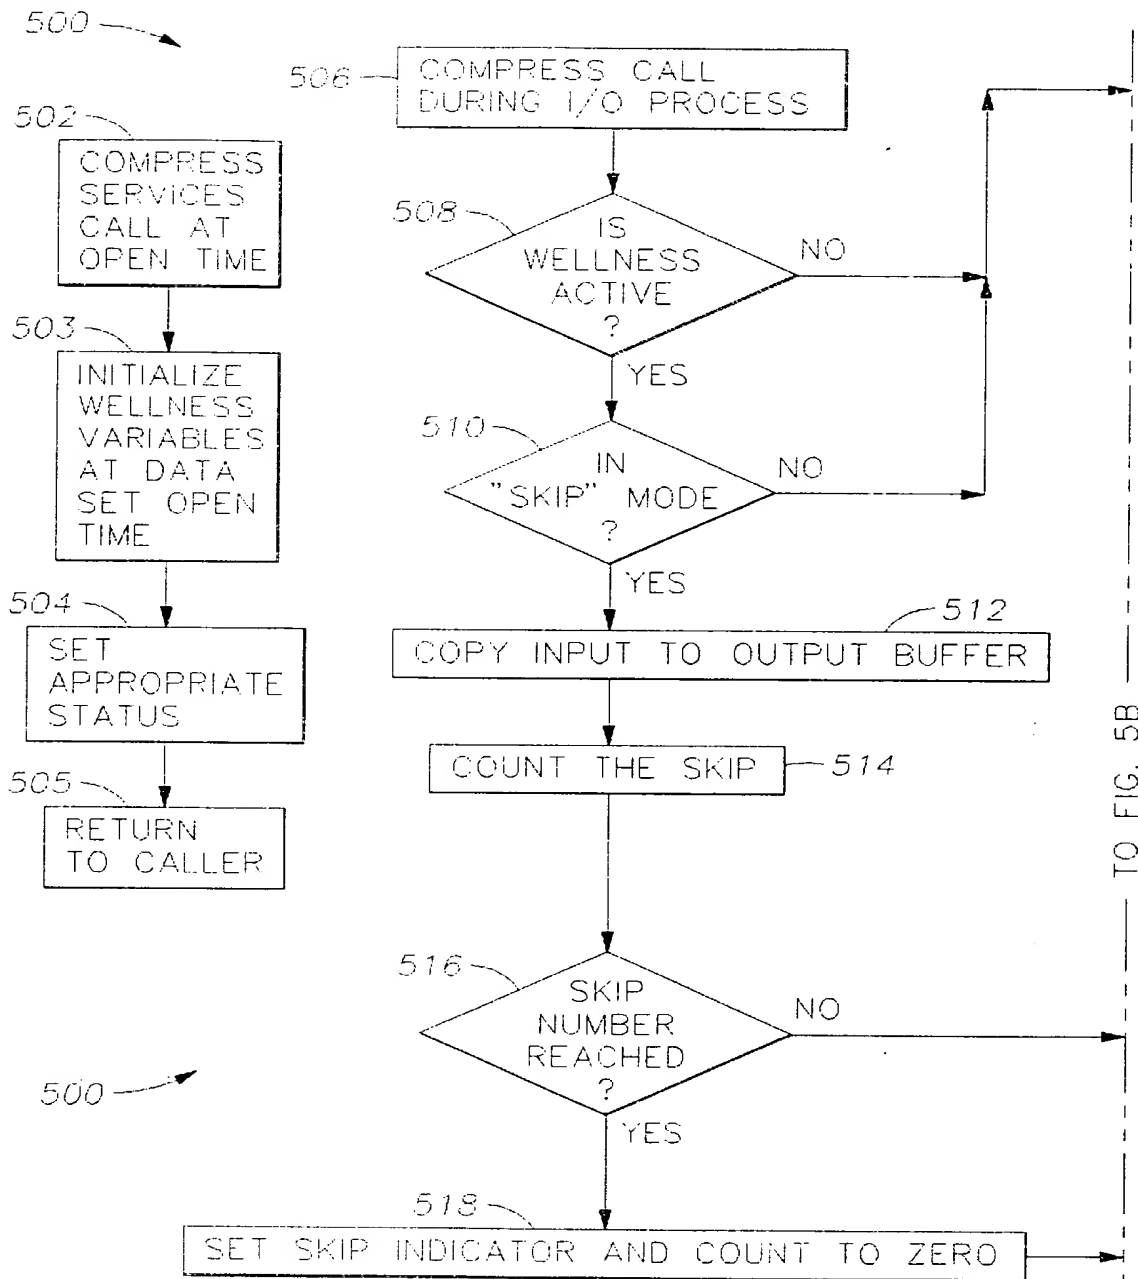 500
502
COMPRESS
SERVICES
CALL AT
OPEN TIME
503
INITIALIZE
WELLNESS
VARIABLES
AT DATA
SET OPEN
TIME
504
SET
APPROPRIATE
STATUS
505
RETURN
TO CALLER
500
506
COMPRESS CALL
DURING I/O PROCESS
508
IS
WELLNESS
ACTIVE
?
NO
YES
510
IN
"SKIP" MODE
?
NO
YES
512
COPY INPUT TO OUTPUT BUFFER
COUNT THE SKIP
514
516
SKIP
NUMBER
REACHED
?
NO
YES
518
SET SKIP INDICATOR AND COUNT TO ZERO
TO FIG. 5B